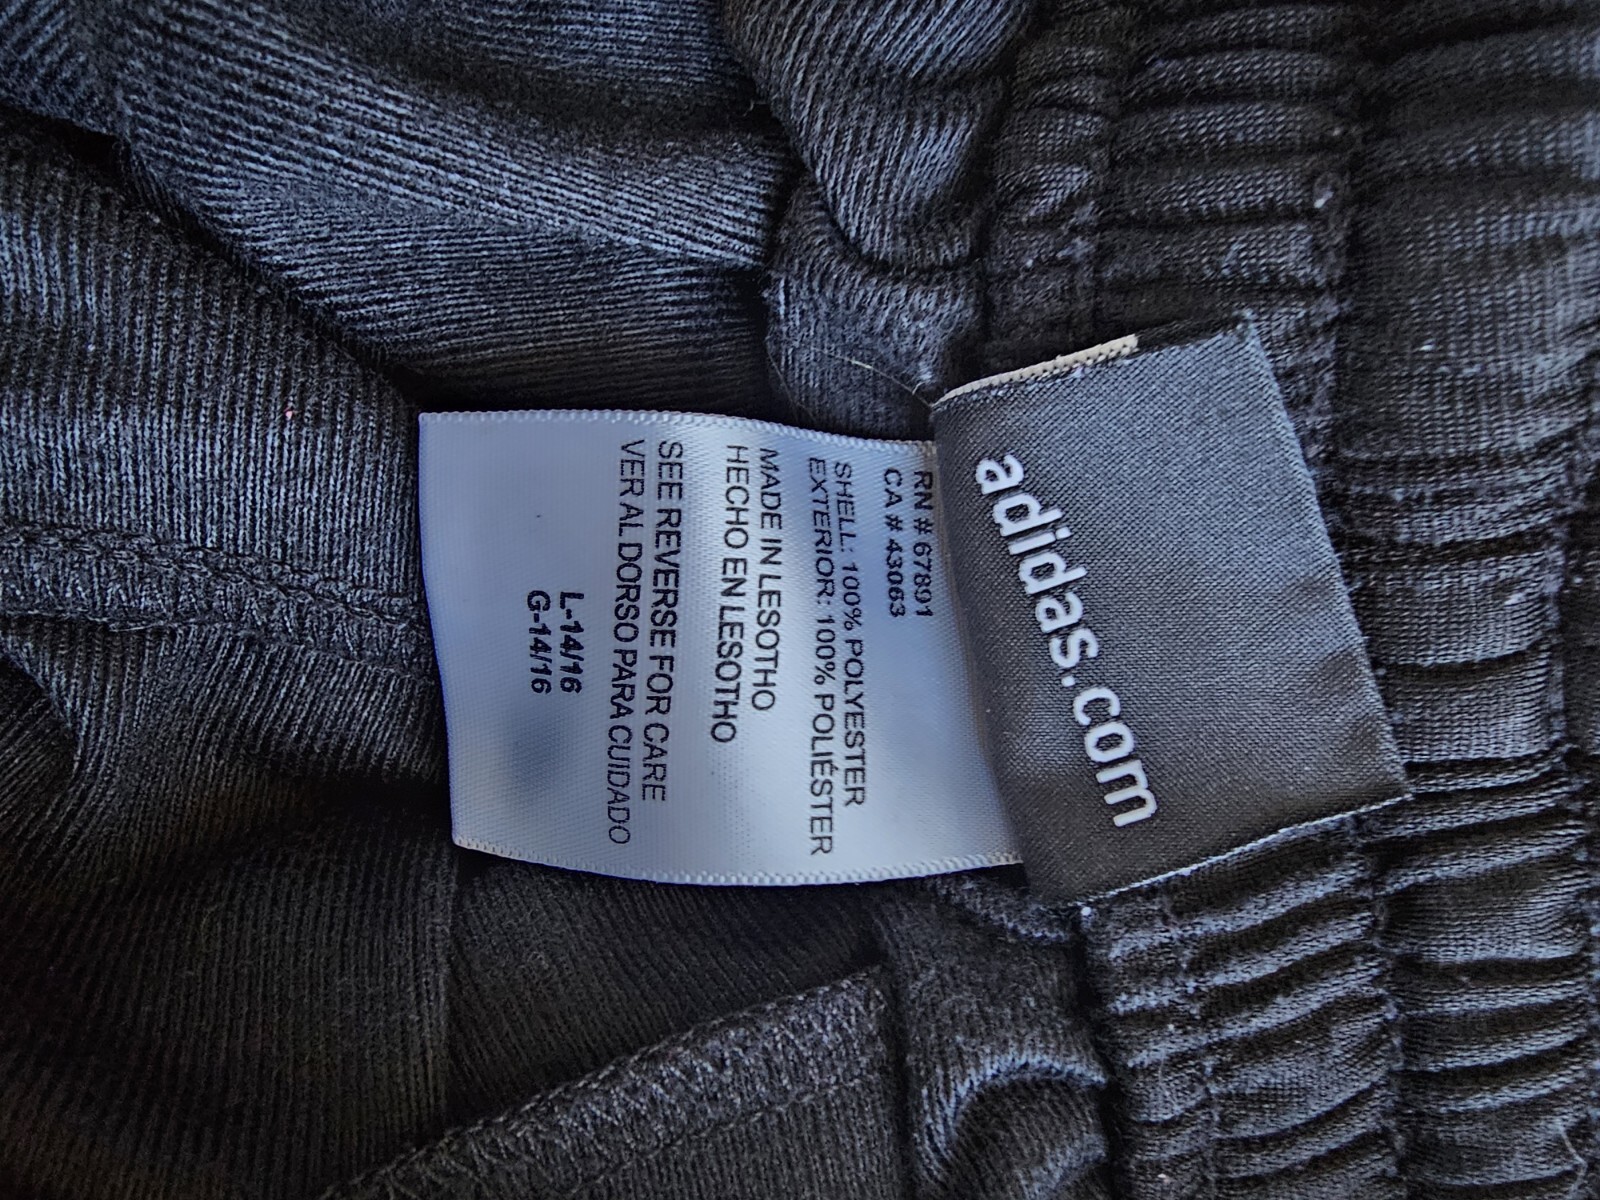 adidas.com
RN # 67891
CA # 43063
SHELL: 100% POLYESTER
EXTERIOR: 100% POLIÉSTER
MADE IN LESOTHO
HECHO EN LESOTHO
SEE REVERSE FOR CARE
VER AL DORSO PARA CUIDADO
L-14/16
G-14/16